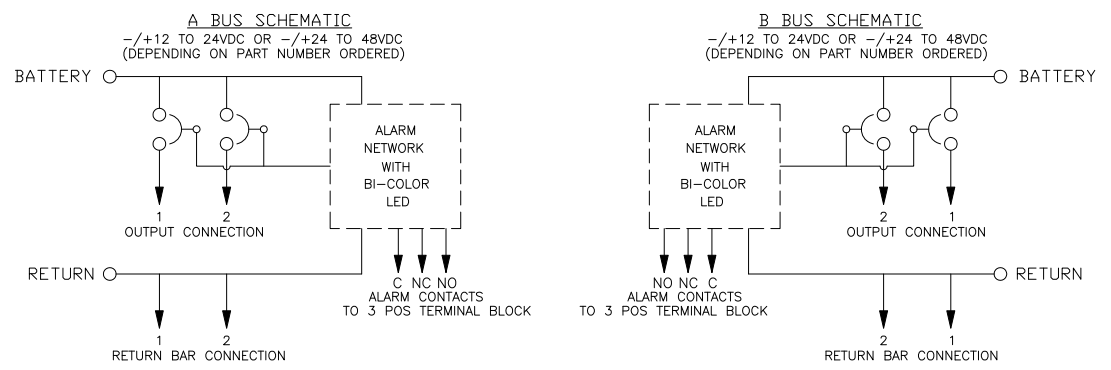 A BUS SCHEMATIC
-/+12 TO 24VDC OR -/+24 TO 48VDC
(DEPENDING ON PART NUMBER ORDERED)
BATTERY
ALARM
NETWORK
WITH
BI-COLOR
LED
1 2
OUTPUT CONNECTION
RETURN
C NC NO
ALARM CONTACTS
TO 3 POS TERMINAL BLOCK
1 2
RETURN BAR CONNECTION
B BUS SCHEMATIC
-/+12 TO 24VDC OR -/+24 TO 48VDC
(DEPENDING ON PART NUMBER ORDERED)
BATTERY
ALARM
NETWORK
WITH
BI-COLOR
LED
2 1
OUTPUT CONNECTION
RETURN
NO NC C
ALARM CONTACTS
TO 3 POS TERMINAL BLOCK
2 1
RETURN BAR CONNECTION